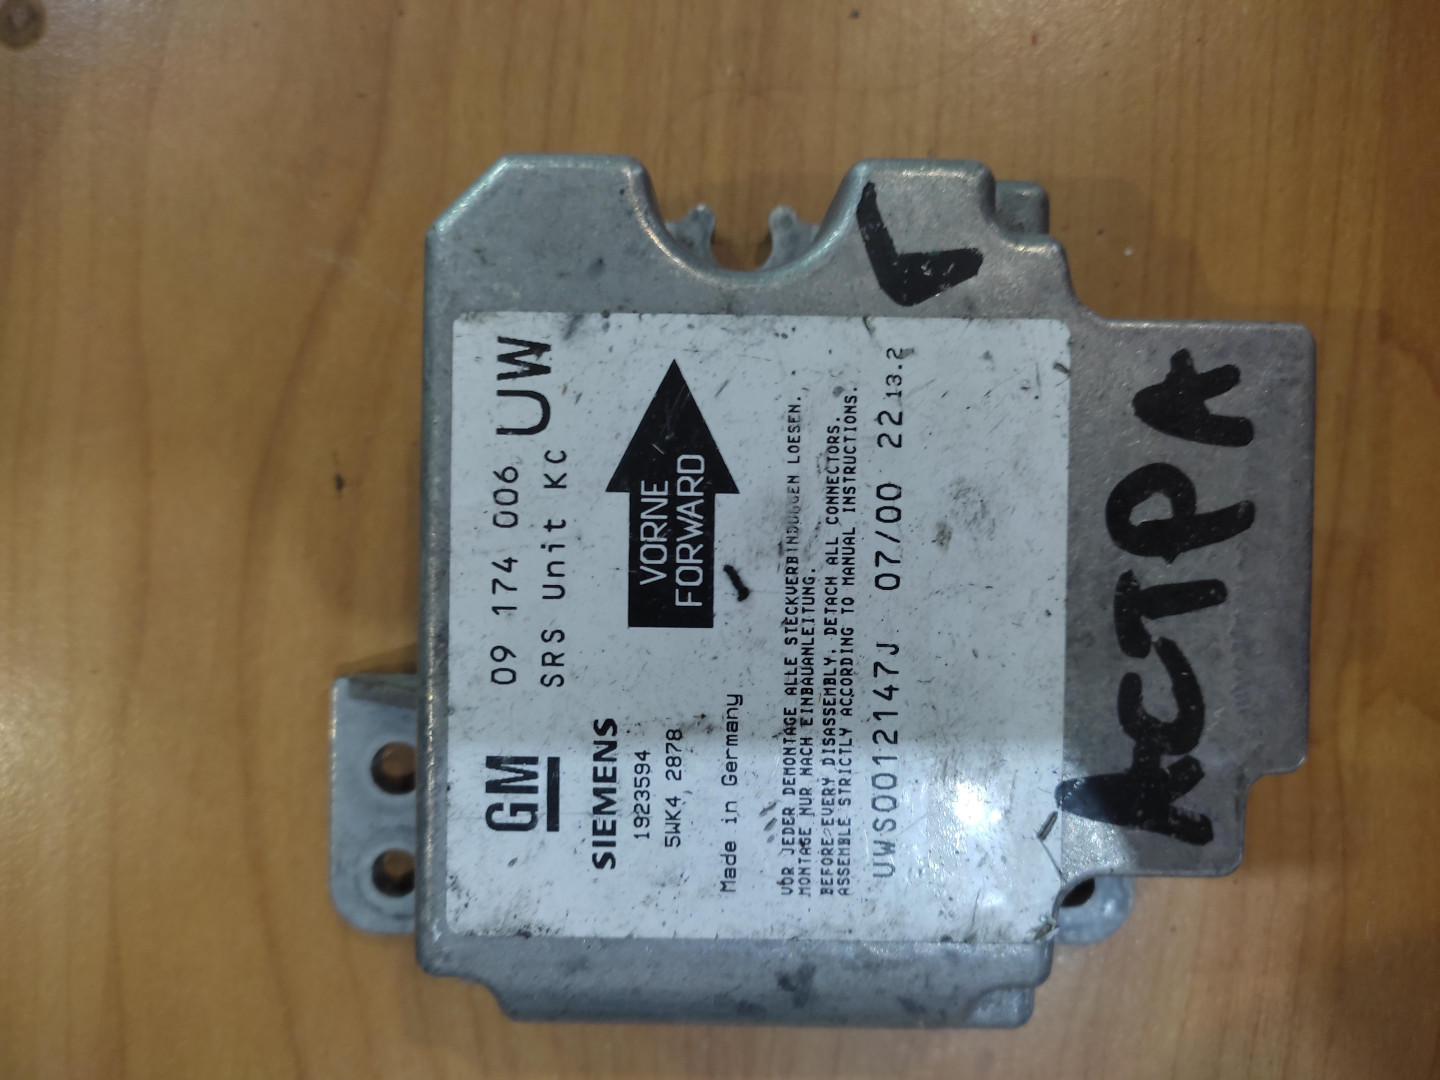 GM
09 174 006 UW
SRS Unit KC
SIEMENS
1923594
5WK4 2878
VORNE
FORWARD
Made in Germany
VOR JEDER DEMONTAGE ALLE STECKVERBINDUNGEN LOESEN.
MONTAGE NUR NACH EINBAUANLEITUNG.
BEFORE EVERY DISASSEMBLY, DETACH ALL CONNECTORS.
ASSEMBLE STRICTLY ACCORDING TO MANUAL INSTRUCTIONS.
UWS0012147J 07/00 22 13.2
АСТРА